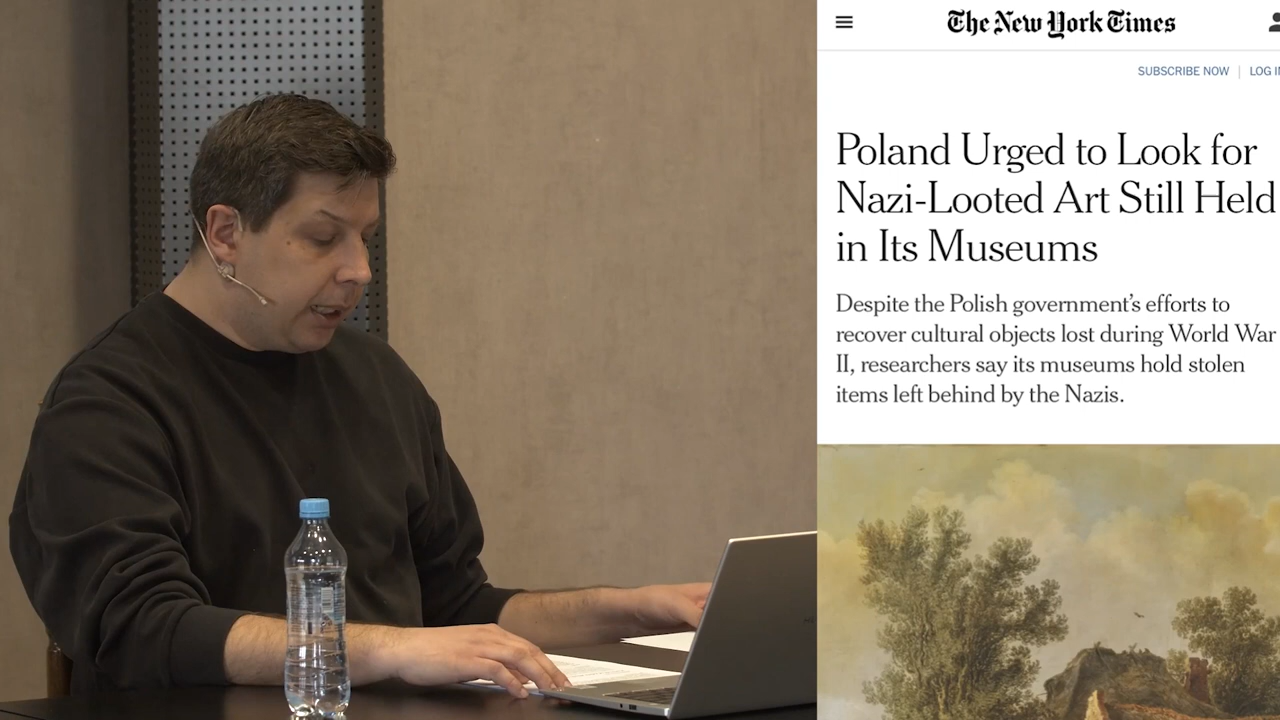 The New York Times
SUBSCRIBE NOW | LOG IN
Poland Urged to Look for
Nazi-Looted Art Still Held
in Its Museums
Despite the Polish government's efforts to
recover cultural objects lost during World War
II, researchers say its museums hold stolen
items left behind by the Nazis.